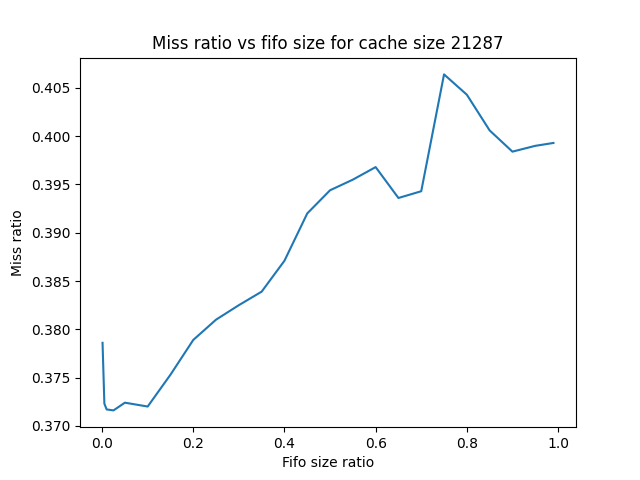 Miss ratio vs fifo size for cache size 21287
0.405
0.400
0.395
0.390
0.385
0.380
0.375
0.370
Miss ratio
0.0 0.2 0.4 0.6 0.8 1.0
Fifo size ratio